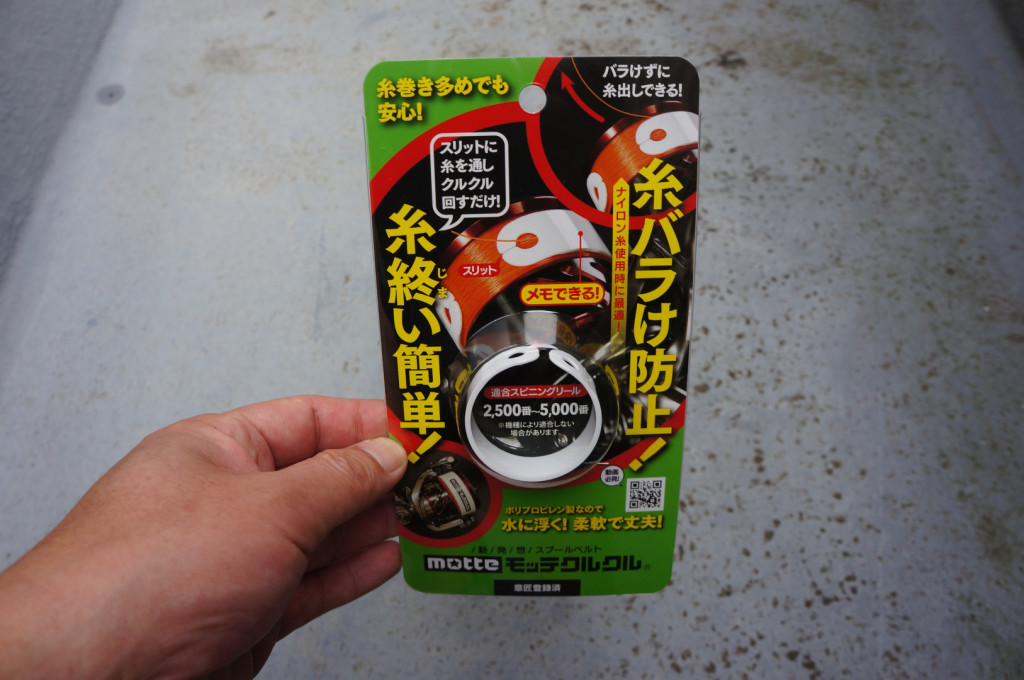 糸巻き多めでも
安心!
バラけずに
糸出しできる!
スリットに
糸を通し
クルクル
回すだけ!
糸バラけ防止!
ナイロン糸使用時に最適!
糸終い簡単!
じま
スリット
メモできる!
適合スピニングリール
2,500番~5,000番
※機種により適合しない
場合があります。
動画
必見!
ポリプロピレン製なので
水に浮く!柔軟で丈夫!
/新/発/想/スプールベルト
motte モッテクルクル®
意匠登録済